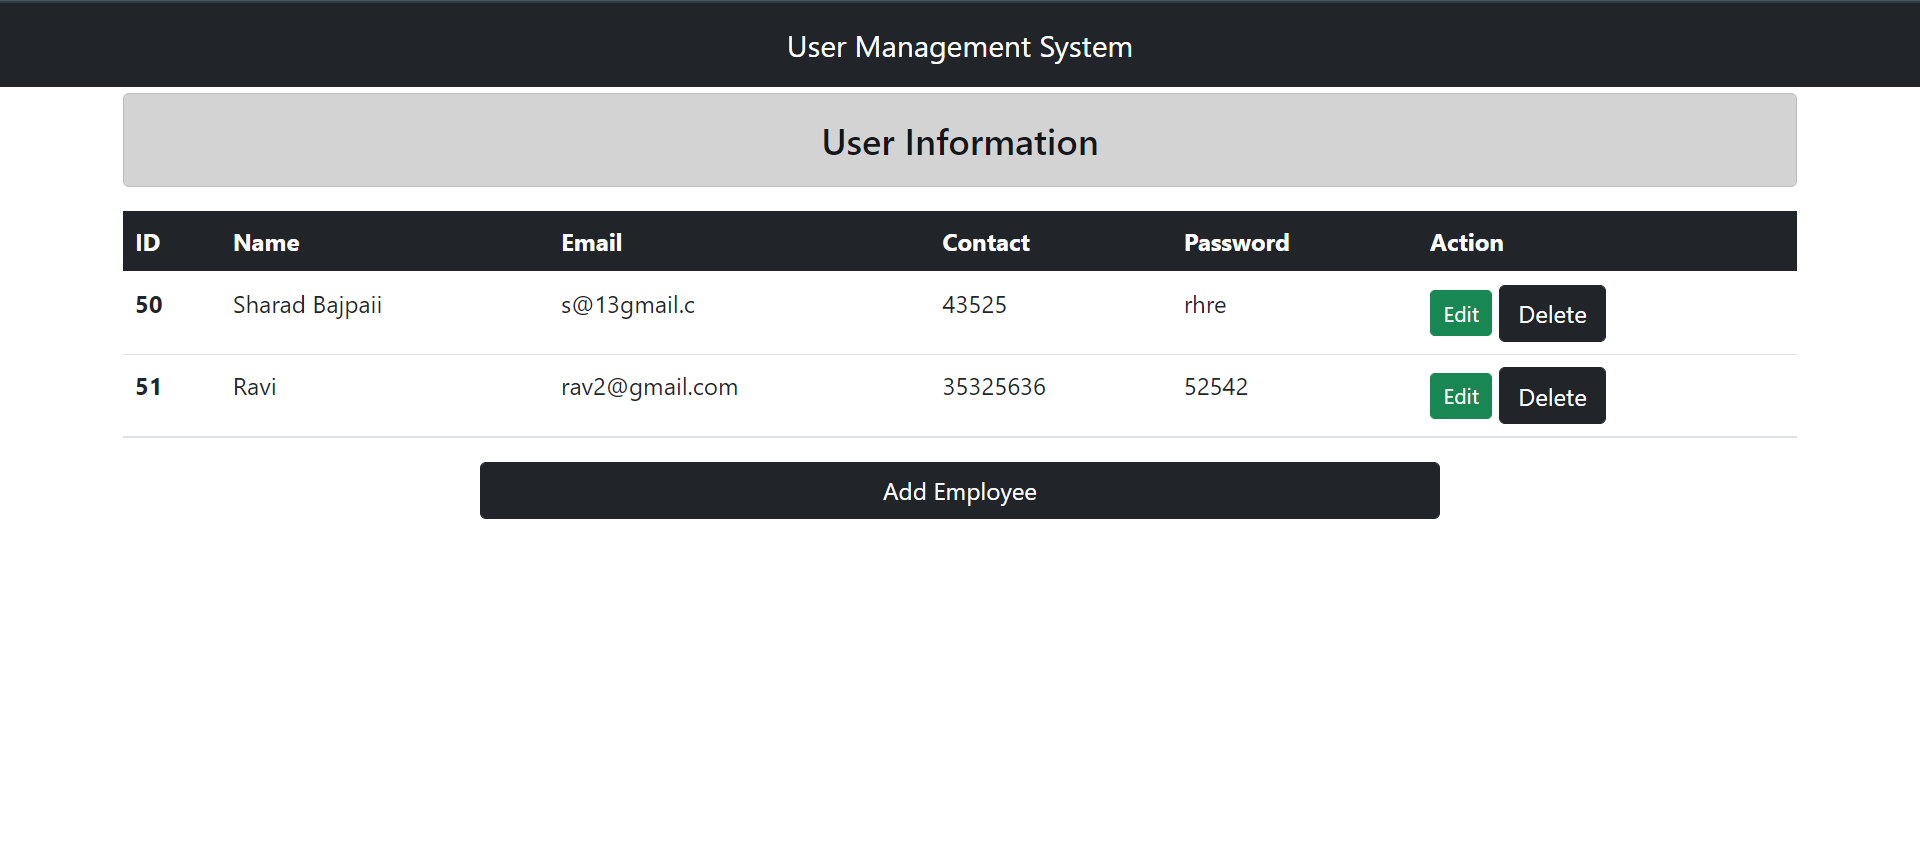 User Management System
User Information
ID Name Email Contact Password Action
50 Sharad Bajpaii s@13gmail.c 43525 rhre Edit Delete
51 Ravi rav2@gmail.com 35325636 52542 Edit Delete
Add Employee